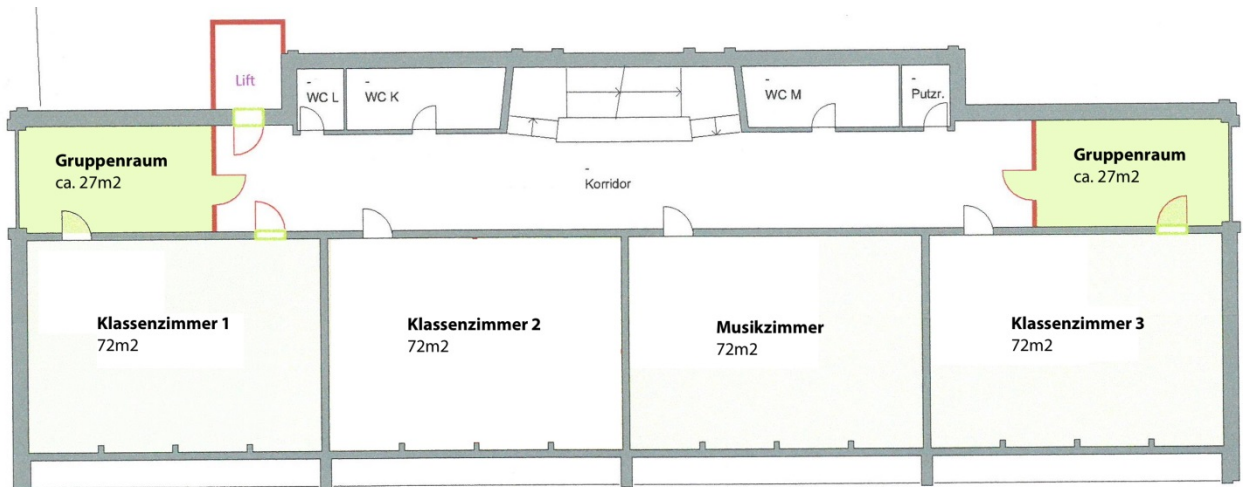 Lift
-
WC L
-
WC K
-
WC M
-
Putzr.
Gruppenraum
ca. 27m2
-
Korridor
Gruppenraum
ca. 27m2
Klassenzimmer 1
72m2
Klassenzimmer 2
72m2
Musikzimmer
72m2
Klassenzimmer 3
72m2